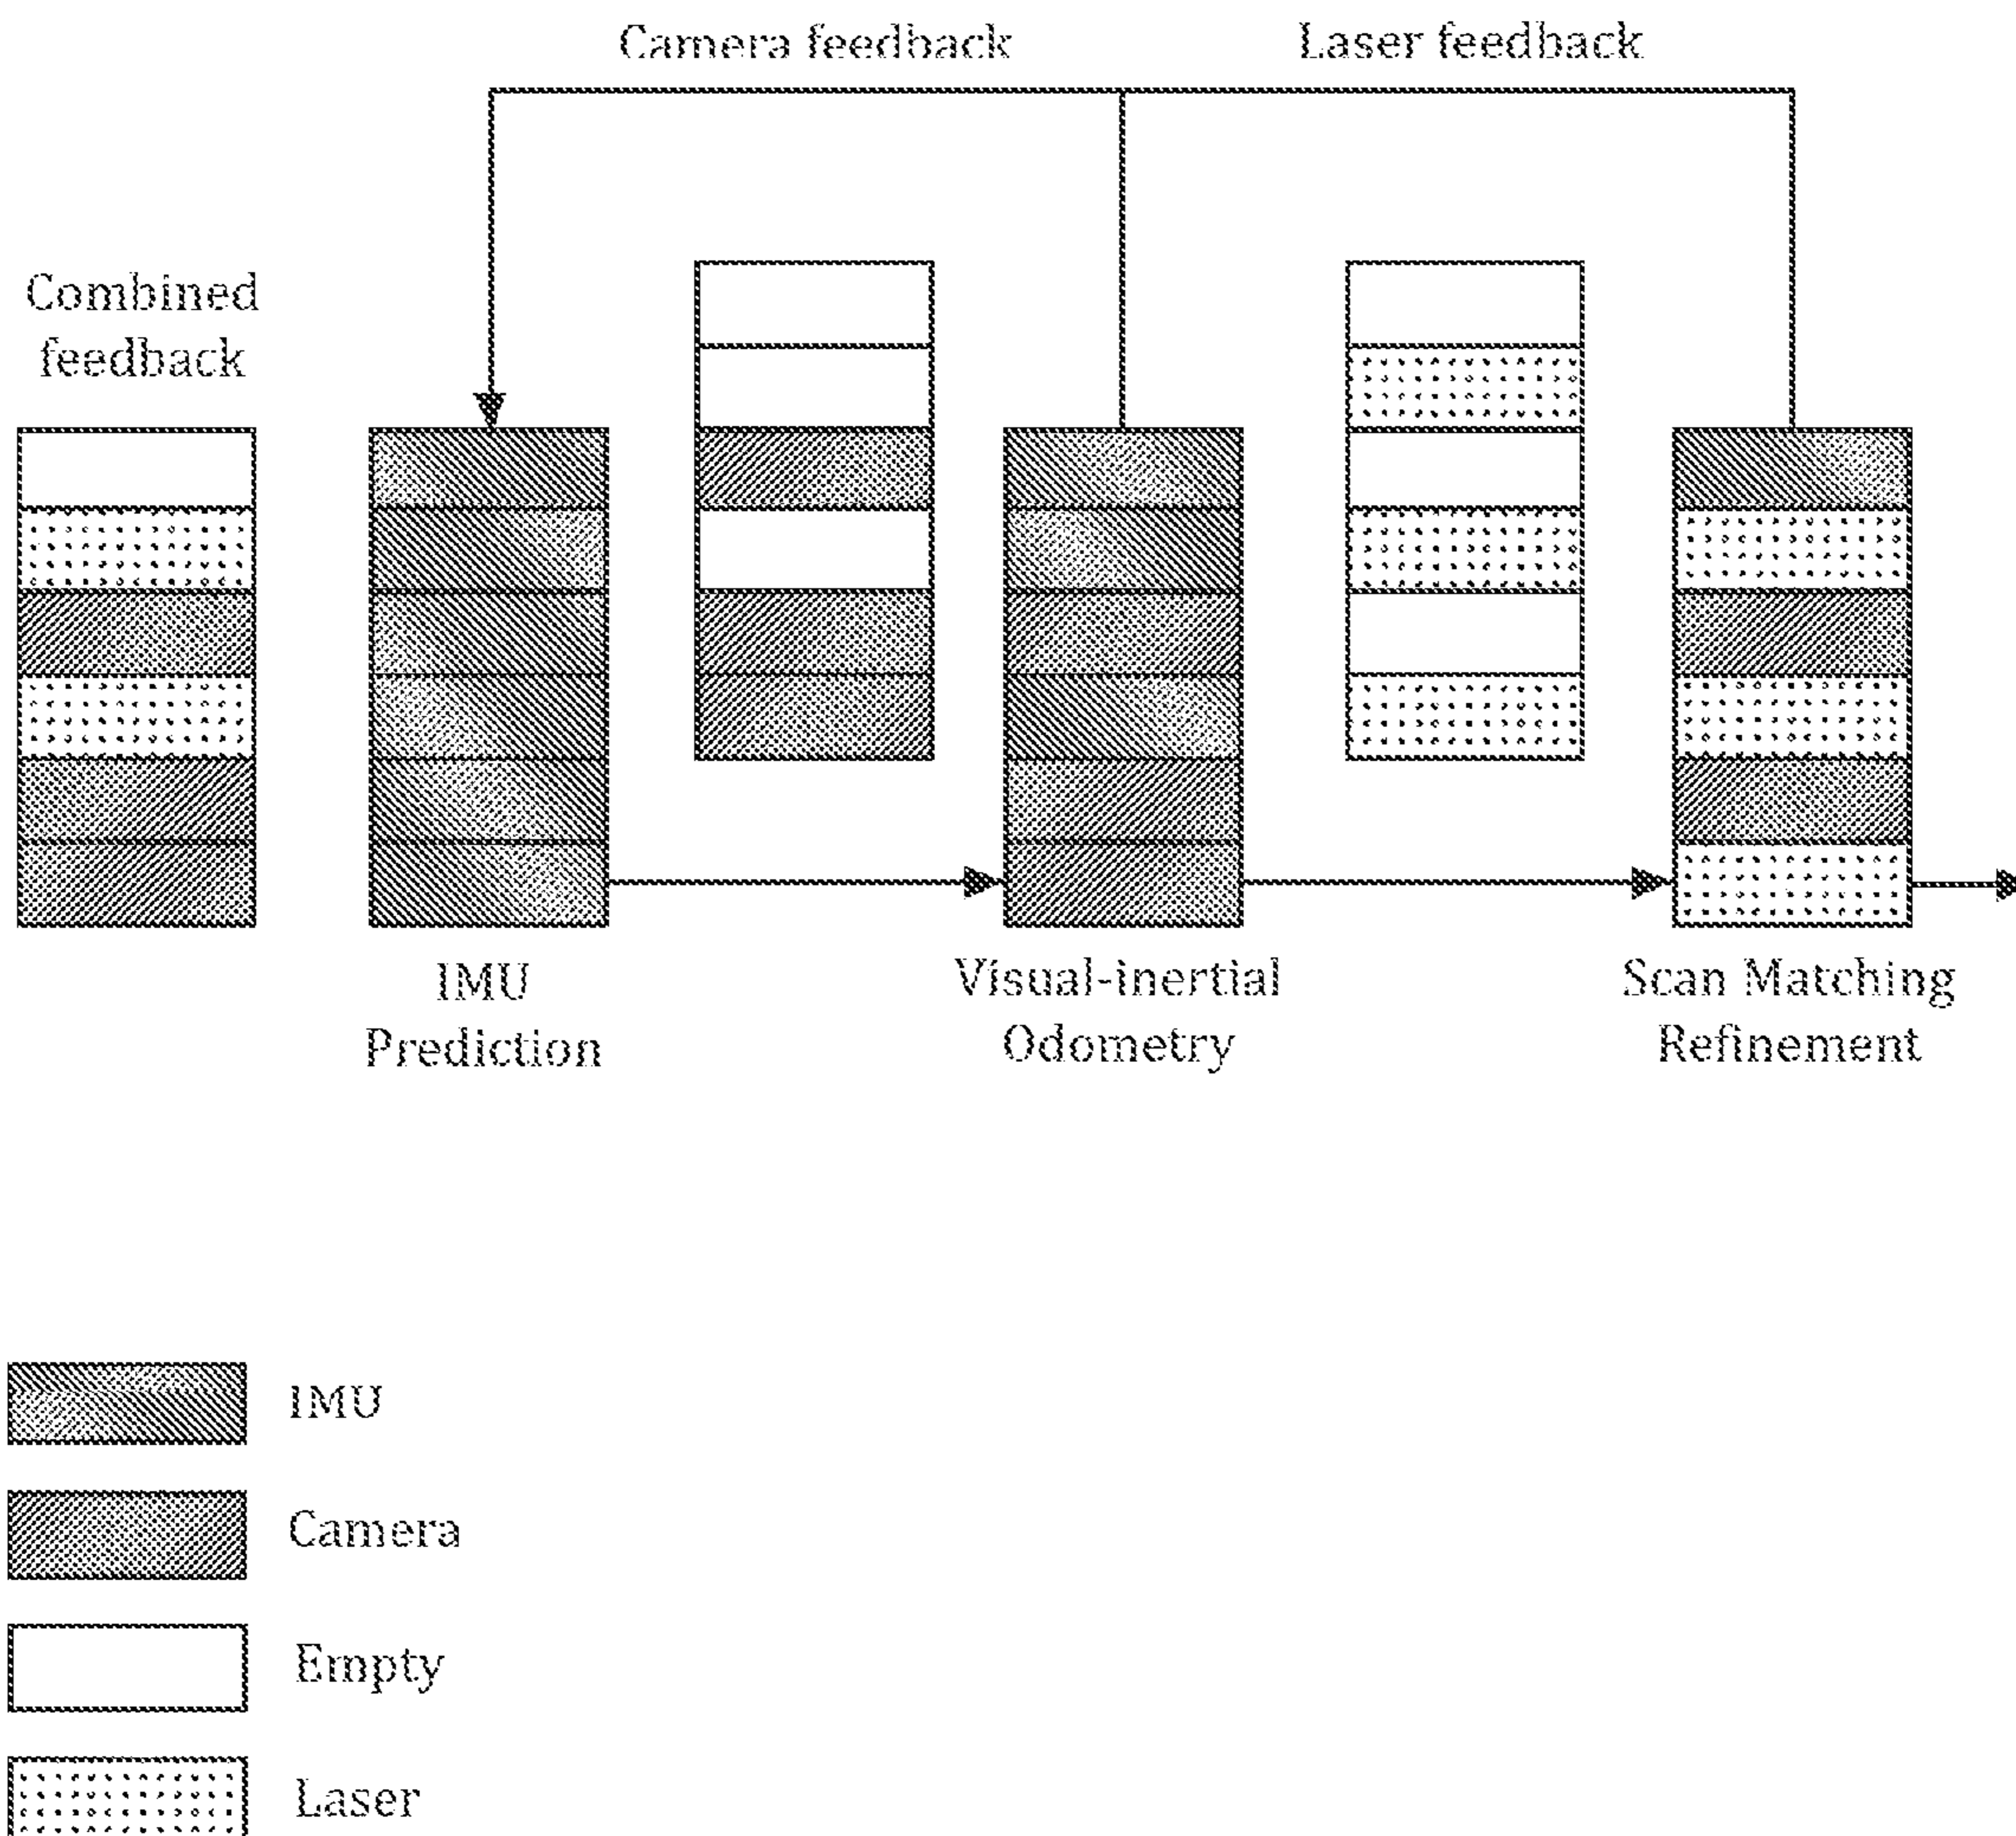 Camera feedback
Laser feedback
Combined
feedback
IMU
Prediction
Visual-inertial
Odometry
Scan Matching
Refinement
IMU
Camera
Empty
Laser